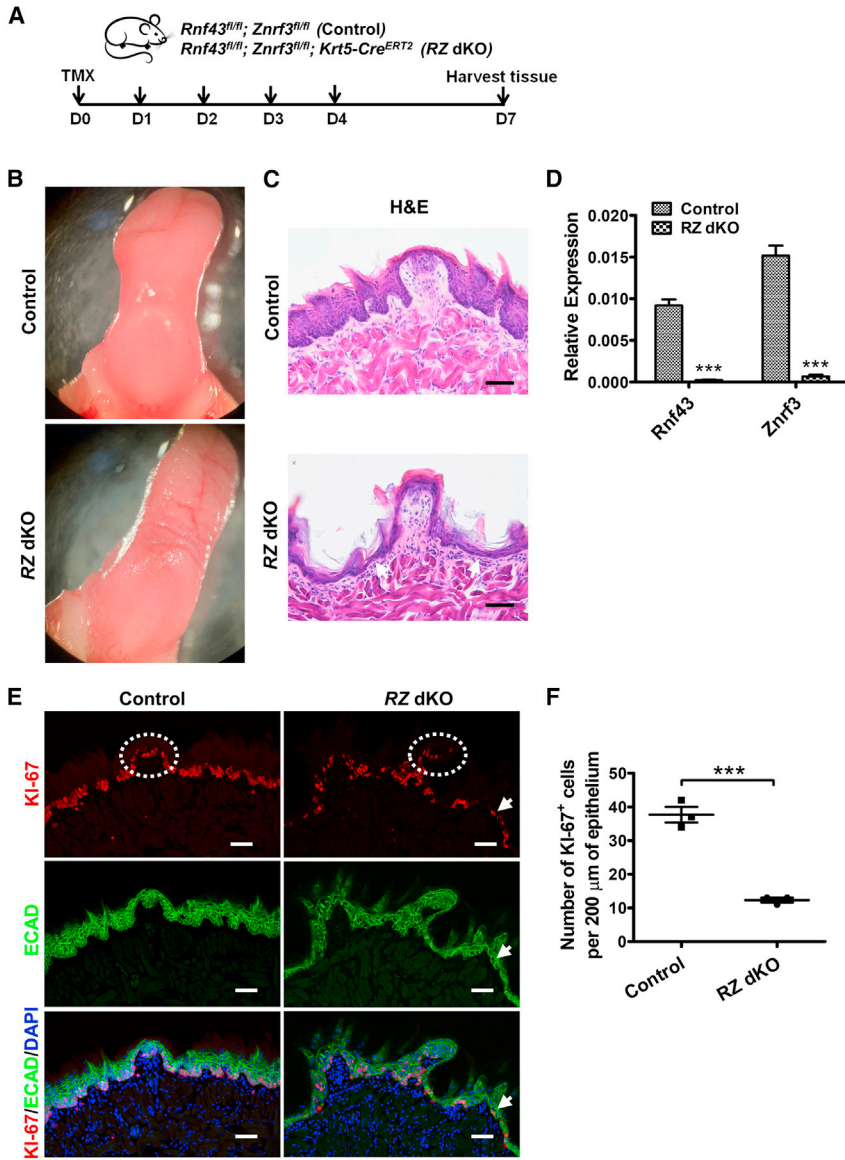 A
Rnf43fl/fl; Znrf3fl/fl (Control)
Rnf43fl/fl; Znrf3fl/fl; Krt5-CreERT2 (RZ dKO)
TMX
Harvest tissue
D0 D1 D2 D3 D4 D7
B
Control
RZ dKO
C
H&E
Control
RZ dKO
D
Control
RZ dKO
Relative Expression
0.020
0.015
0.010
0.005
0.000
***
***
Rnf43
Znrf3
E
Control
RZ dKO
KI-67
ECAD
KI-67/ECAD/DAPI
F
Number of KI-67+ cells
per 200 μm of epithelium
50
40
30
20
10
0
***
Control
RZ dKO